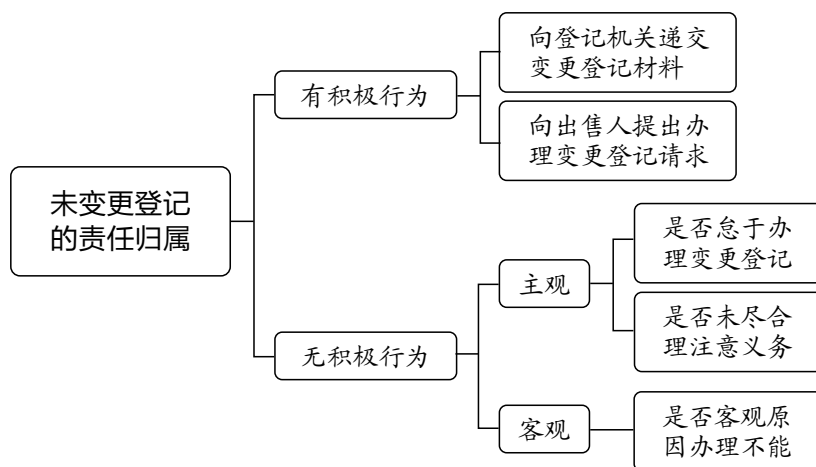 未变更登记
的责任归属
有积极行为
向登记机关递交
变更登记材料
向出售人提出办
理变更登记请求
无积极行为
主观
是否怠于办
理变更登记
是否未尽合
理注意义务
客观
是否客观原
因办理不能